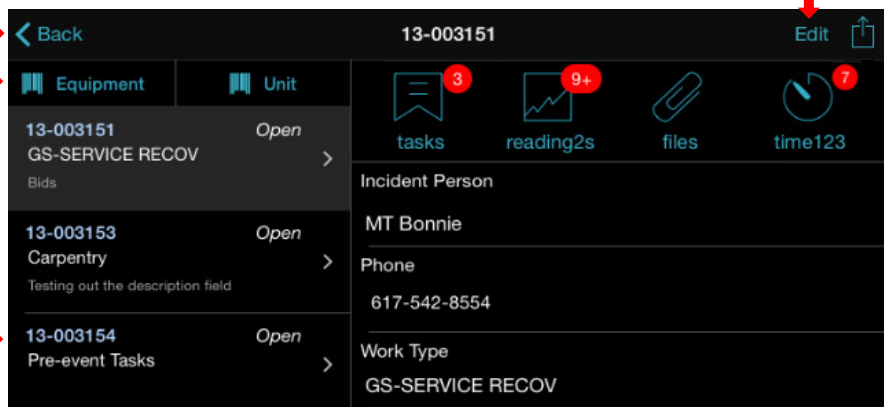 Back
13-003151
Edit
Equipment
Unit
13-003151
Open
GS-SERVICE RECOV
Bids
13-003153
Open
Carpentry
Testing out the description field
13-003154
Open
Pre-event Tasks
3
9+
7
tasks
reading2s
files
time123
Incident Person
MT Bonnie
Phone
617-542-8554
Work Type
GS-SERVICE RECOV